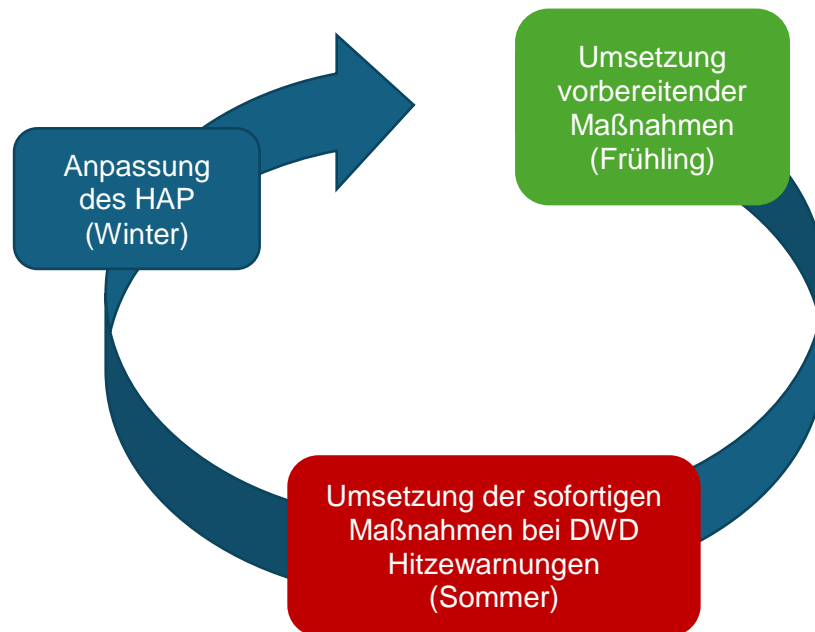 Umsetzung
vorbereitender
Maßnahmen
(Frühling)
Anpassung
des HAP
(Winter)
Umsetzung der sofortigen
Maßnahmen bei DWD
Hitzewarnungen
(Sommer)